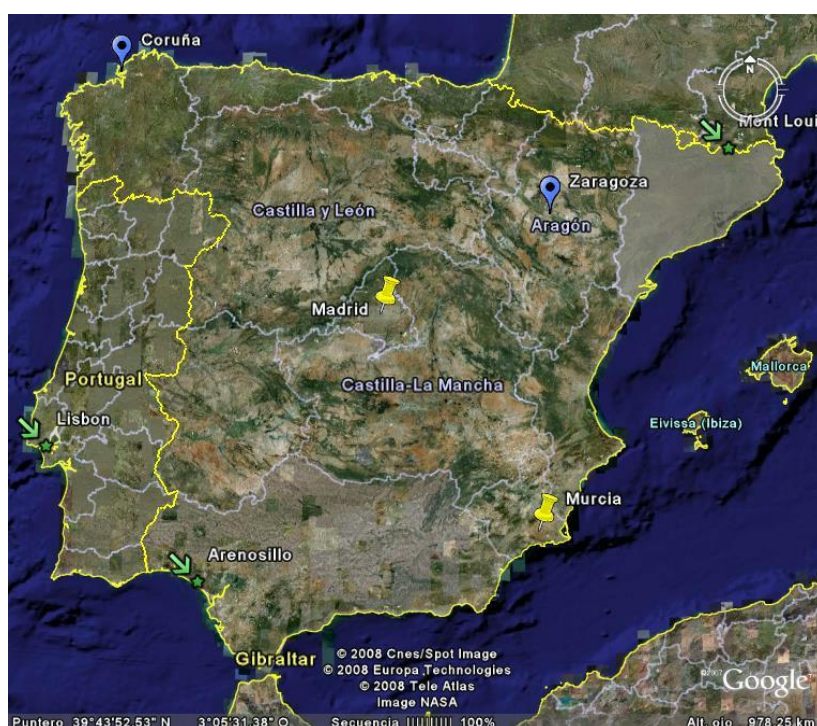 Coruña
N
Mont Loui
Zaragoza
Castilla y León
Aragón
Madrid
Mallorca
Portugal
Castilla-La Mancha
Lisbon
Eivissa (Ibiza)
Murcia
Arenosillo
Gibraltar
© 2008 Cnes/Spot Image
© 2008 Europa Technologies
© 2008 Tele Atlas
Image NASA
Google
Puntero 39°43'52.53" N 3°05'31.38" O Secuencia |||||||||| 100% Alt. ojo 978.25 km